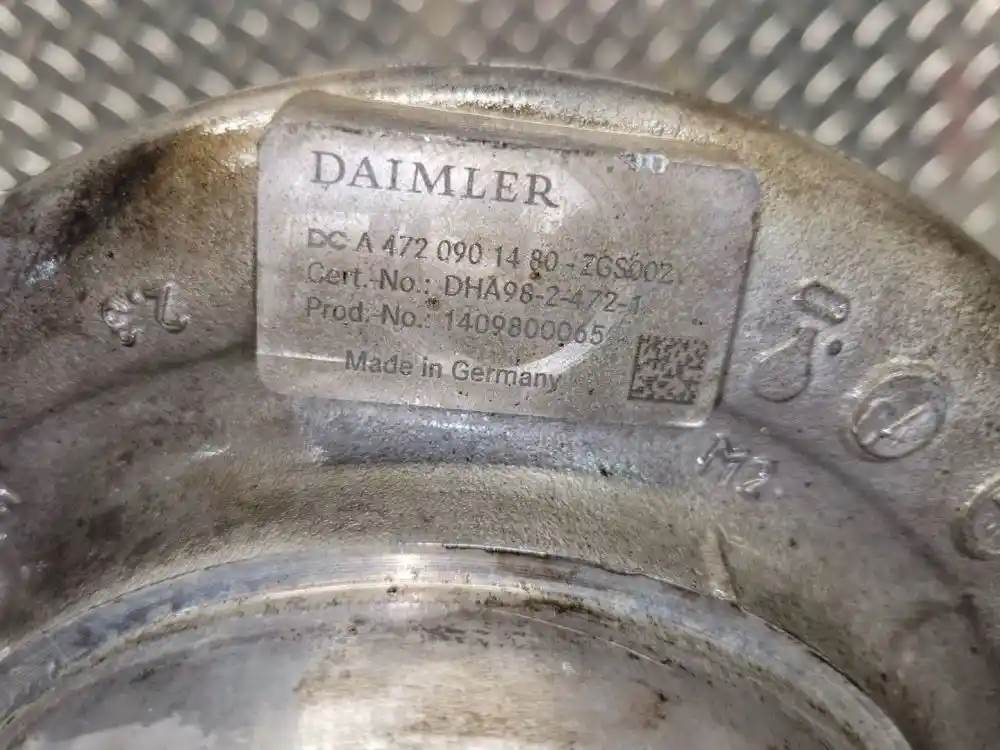 DAIMLER
DC A 472 090 14 80 - ZGS002
Cert.-No.: DHA98-2-472-1
Prod.-No.: 1409800065
Made in Germany